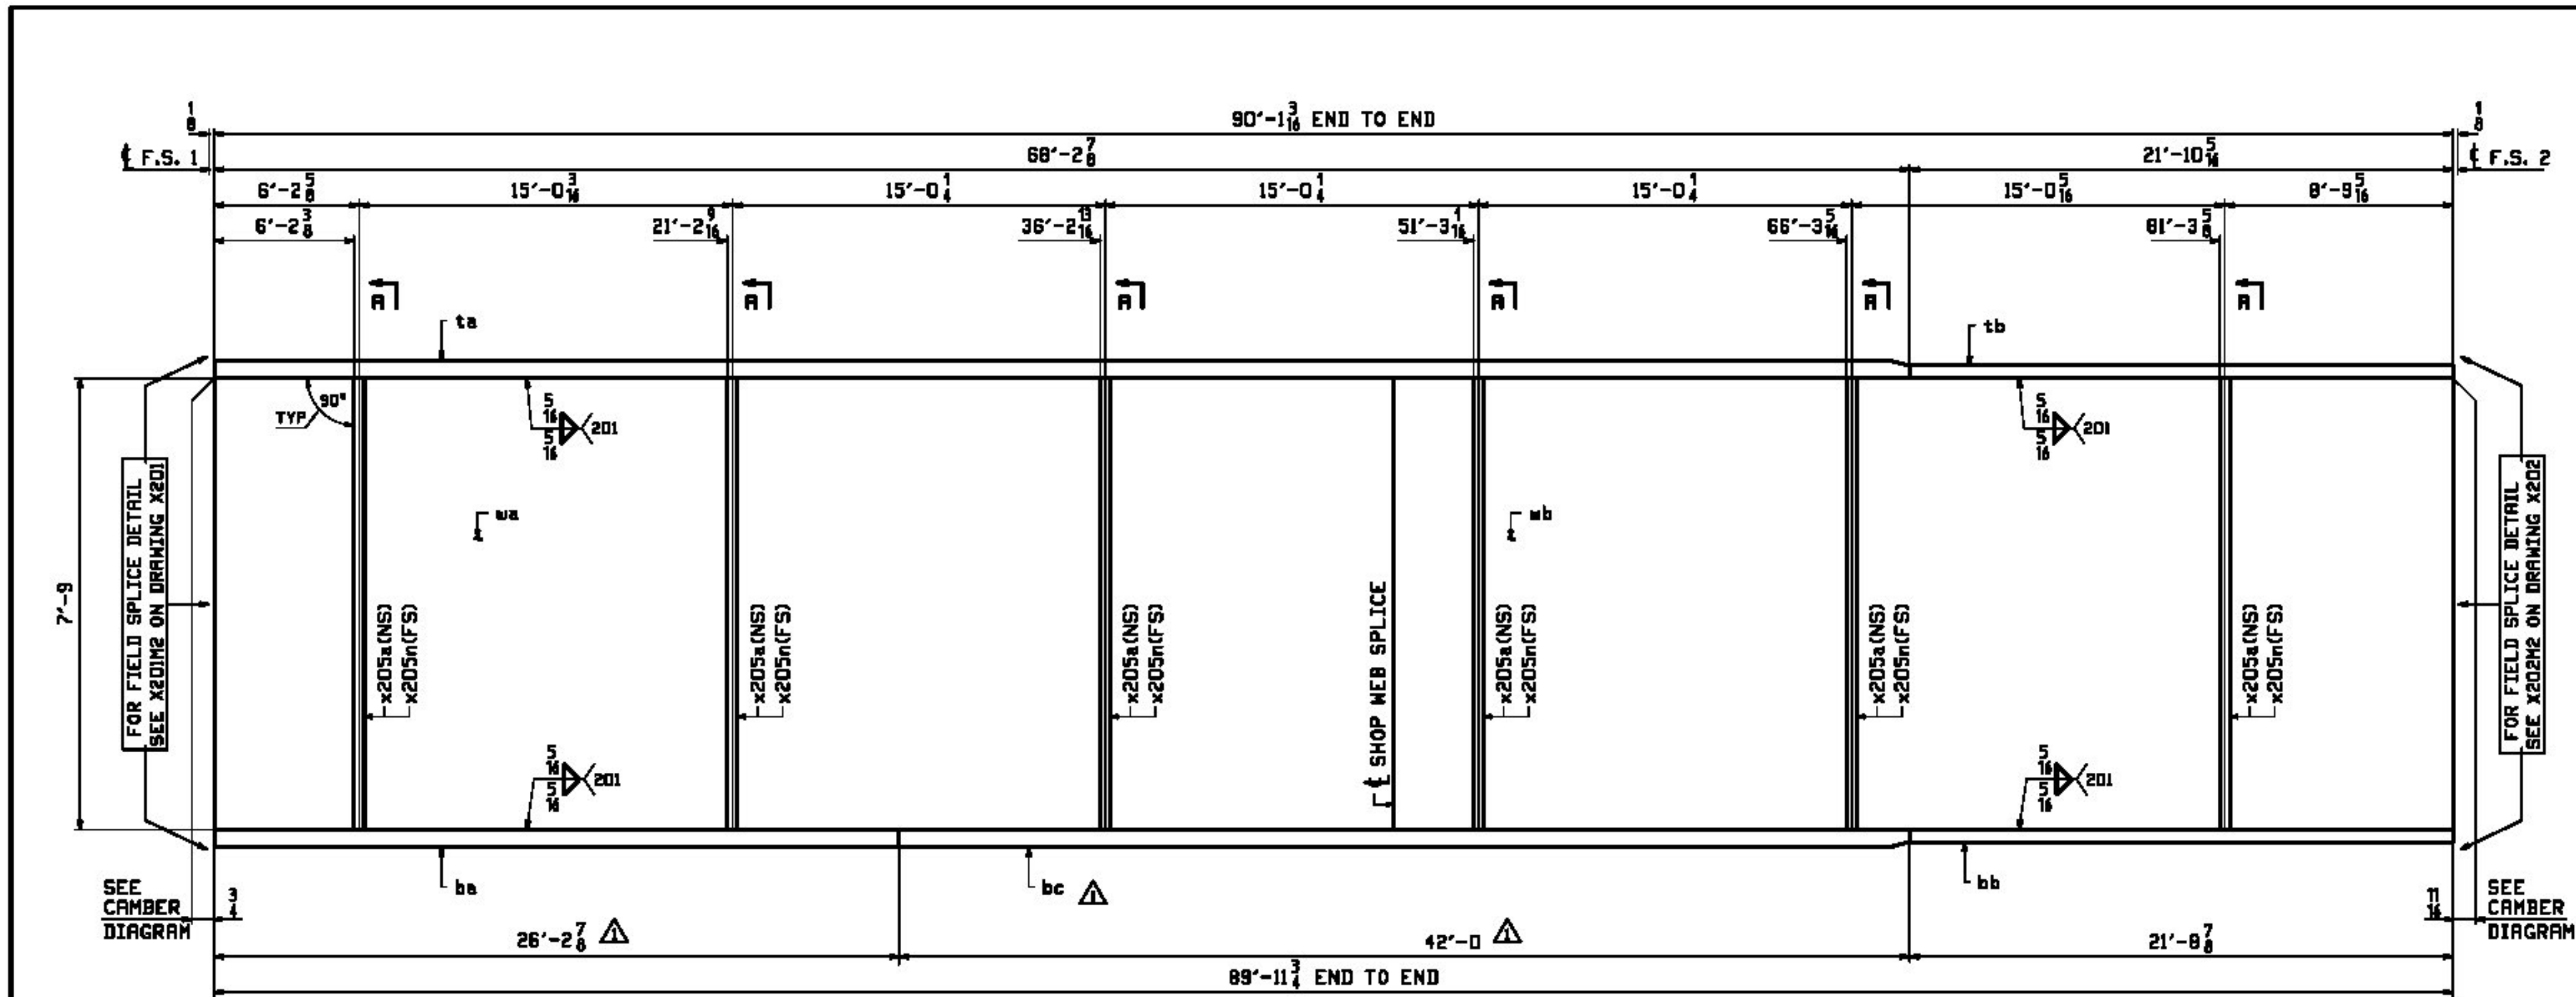 1/8
90'-1 3/16 END TO END
1/8
℄ F.S. 1
68'-2 7/8
21'-10 5/16
℄ F.S. 2
6'-2 5/8
15'-0 3/16
15'-0 1/4
15'-0 1/4
15'-0 1/4
15'-0 5/16
8'-9 5/16
6'-2 3/8
21'-2 9/16
36'-2 13/16
51'-3 1/16
66'-3 5/16
81'-3 5/8
A
A
A
A
A
A
ta
tb
90°
TYP
5/16
5/16
201
5/16
5/16
201
wa
wb
7'-9
FOR FIELD SPLICE DETAIL
SEE X201M2 ON DRAWING X201
x205a(NS)
x205n(FS)
x205a(NS)
x205n(FS)
x205a(NS)
x205n(FS)
℄ SHOP WEB SPLICE
x205a(NS)
x205n(FS)
x205a(NS)
x205n(FS)
x205a(NS)
x205n(FS)
FOR FIELD SPLICE DETAIL
SEE X202M2 ON DRAWING X202
5/16
5/16
201
5/16
5/16
201
ba
bc 1
bb
SEE
CAMBER
DIAGRAM
3/4
11/16
SEE
CAMBER
DIAGRAM
26'-2 7/8 1
42'-0 1
21'-8 7/8
89'-11 3/4 END TO END